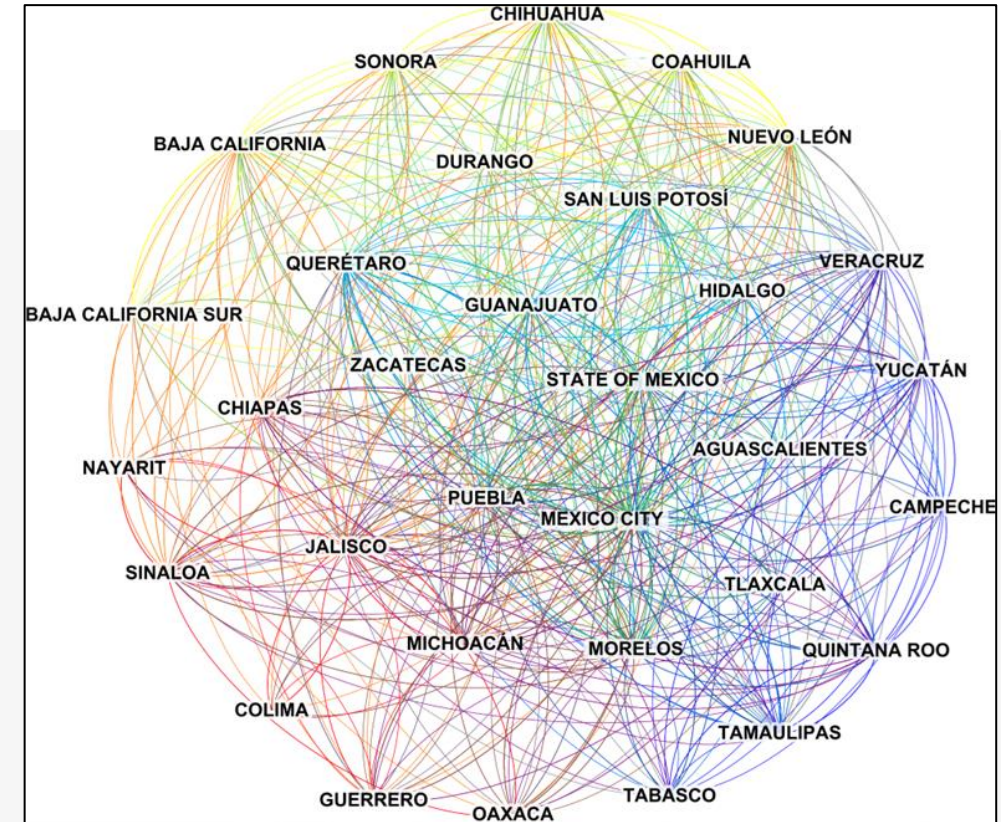 CHIHUAHUA
SONORA
COAHUILA
NUEVO LEÓN
BAJA CALIFORNIA
DURANGO
SAN LUIS POTOSÍ
QUERÉTARO
VERACRUZ
HIDALGO
GUANAJUATO
BAJA CALIFORNIA SUR
ZACATECAS
YUCATÁN
STATE OF MEXICO
CHIAPAS
AGUASCALIENTES
NAYARIT
PUEBLA
CAMPECHE
MEXICO CITY
JALISCO
SINALOA
TLAXCALA
MICHOACÁN
MORELOS
QUINTANA ROO
COLIMA
TAMAULIPAS
TABASCO
GUERRERO
OAXACA